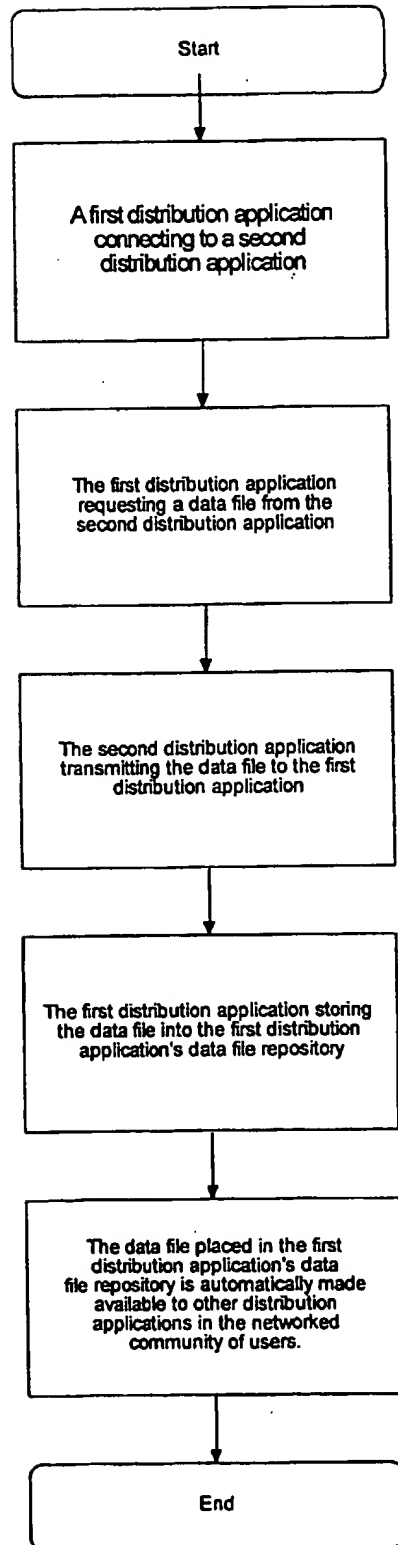 Start
A first distribution application
connecting to a second
distribution application
The first distribution application
requesting a data file from the
second distribution application
The second distribution application
transmitting the data file to the first
distribution application
The first distribution application storing
the data file into the first distribution
application's data file repository
The data file placed in the first
distribution application's data
file repository is automatically made
available to other distribution
applications in the networked
community of users.
End